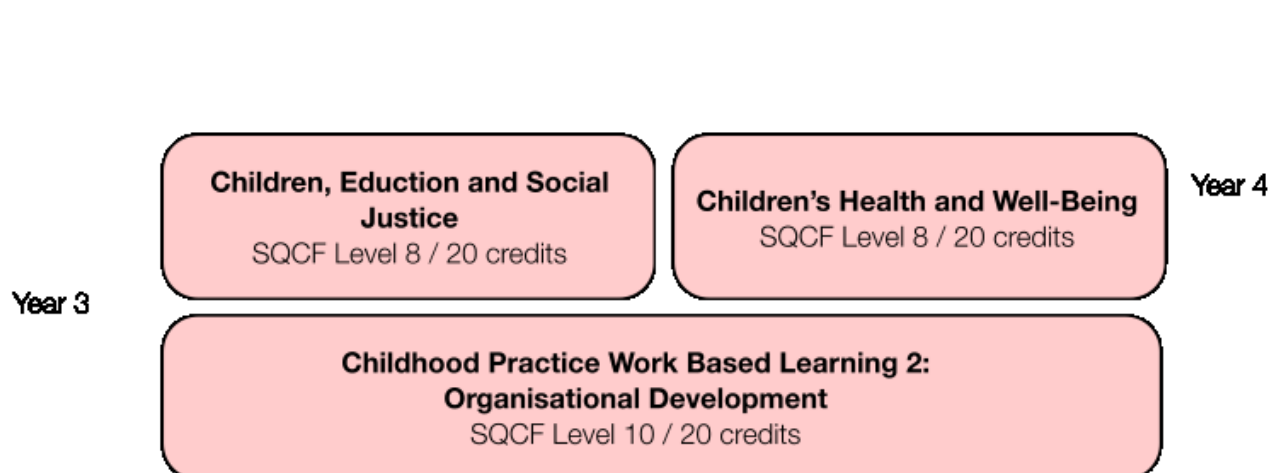 Children, Eduction and Social
Justice
SQCF Level 8 / 20 credits
Children’s Health and Well-Being
SQCF Level 8 / 20 credits
Year 4
Year 3
Childhood Practice Work Based Learning 2:
Organisational Development
SQCF Level 10 / 20 credits